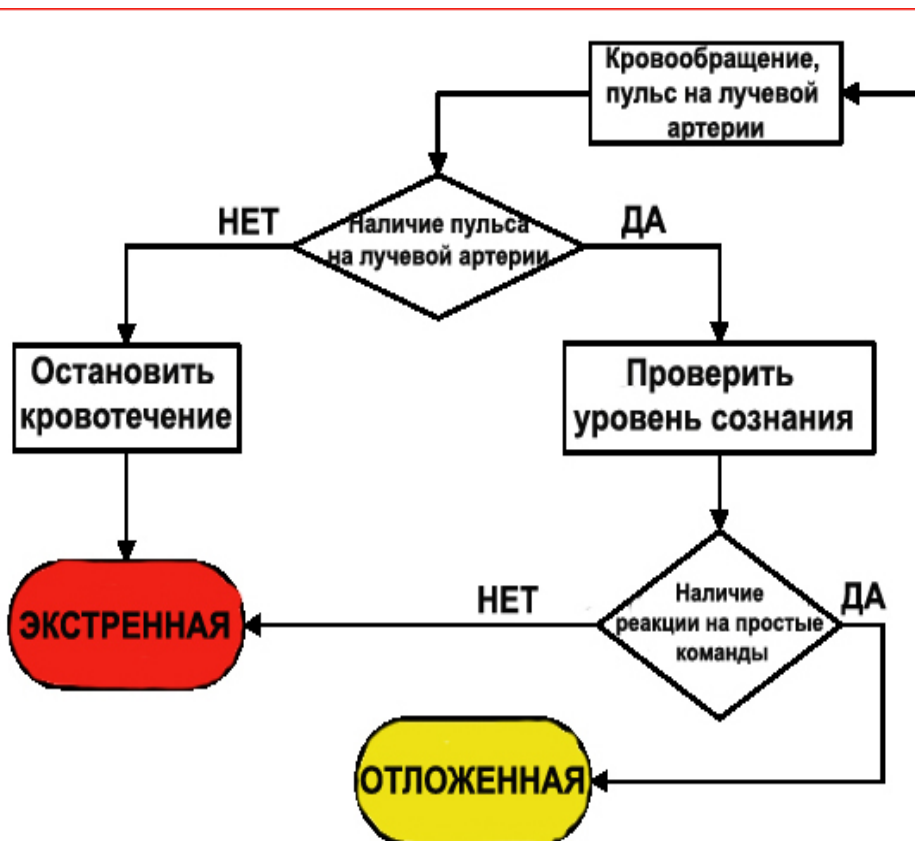 Кровообращение,
пульс на лучевой
артерии
НЕТ
Наличие пульса
на лучевой артерии
ДА
Остановить
кровотечение
Проверить
уровень сознания
НЕТ
Наличие
реакции на простые
команды
ДА
ЭКСТРЕННАЯ
ОТЛОЖЕННАЯ